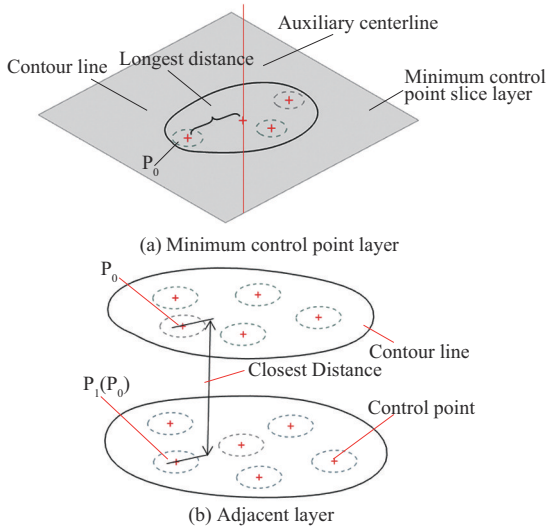 Auxiliary centerline
Longest distance
Contour line
Minimum control
point slice layer
P0
(a) Minimum control point layer
P0
Contour line
Closest Distance
P1(P0)
Control point
(b) Adjacent layer